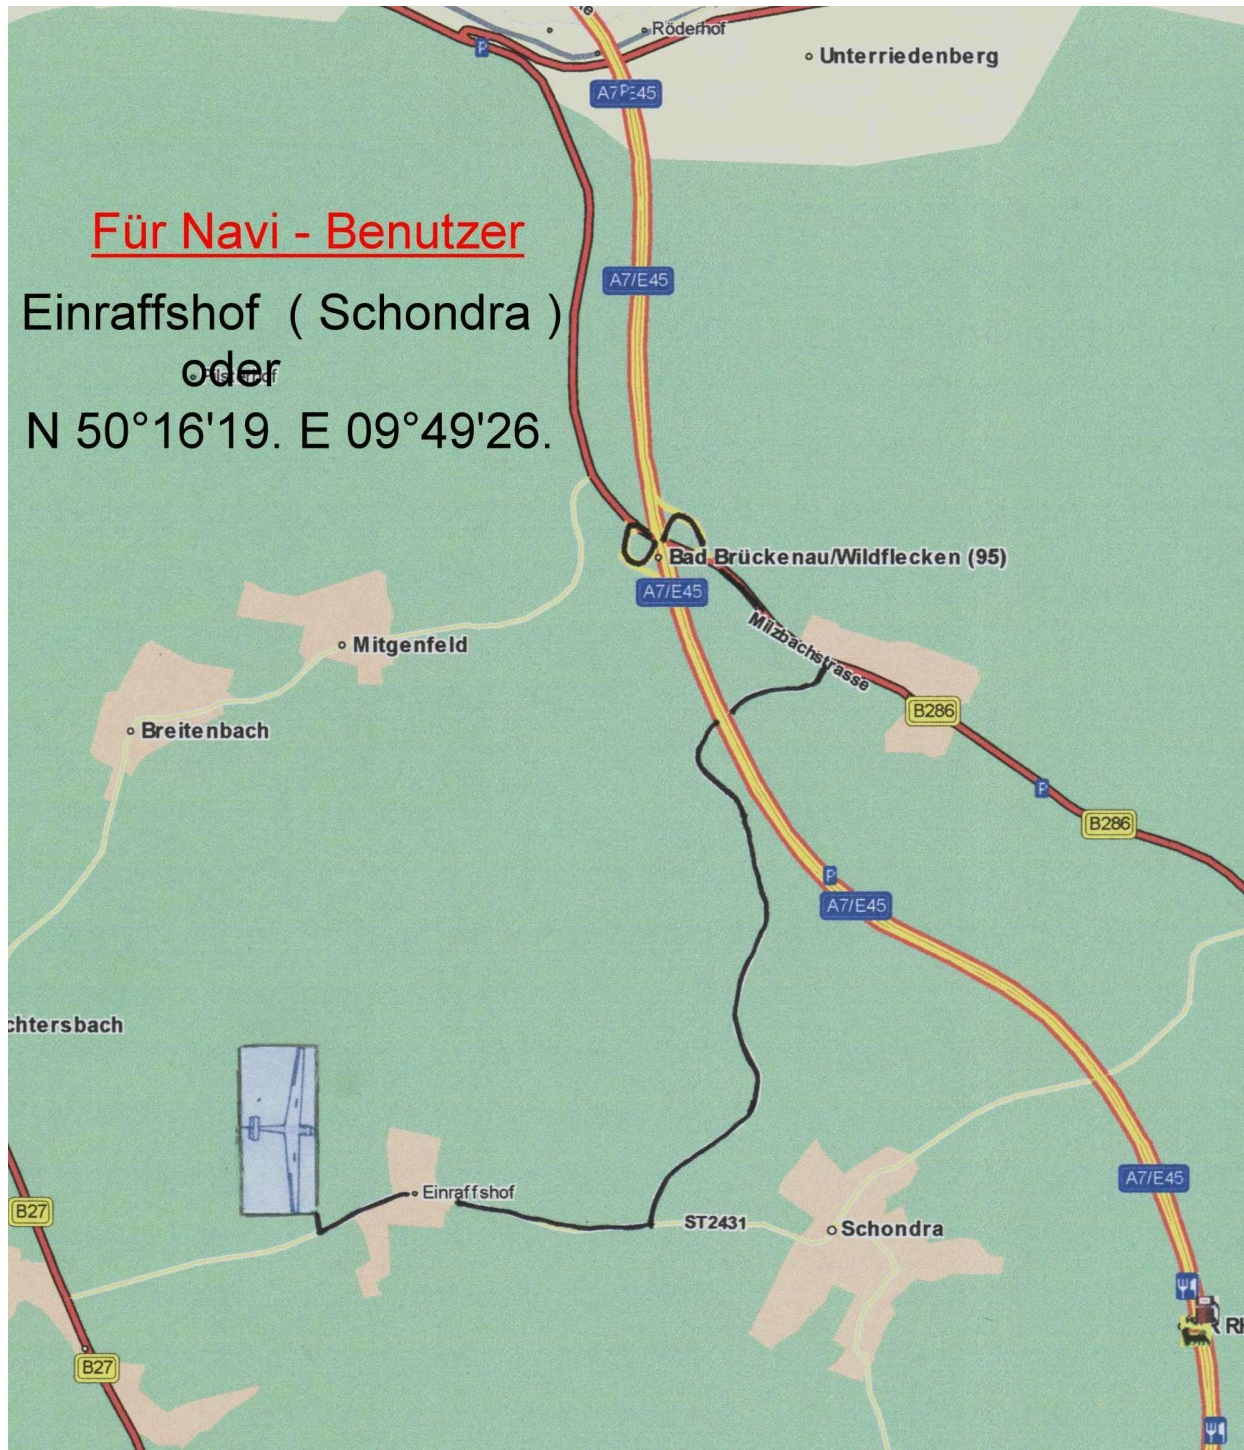 Röderhof
Unterriedenberg
P
A7 E45
P
Für Navi - Benutzer
A7/E45
Einraffshof ( Schondra )
oder
N 50°16'19. E 09°49'26.
Bad Brückenau/Wildflecken (95)
A7/E45
Milzbachstrasse
Mitgenfeld
B286
Breitenbach
P
B286
P
A7/E45
chtersbach
A7/E45
Einraffshof
B27
ST2431
Schondra
B27